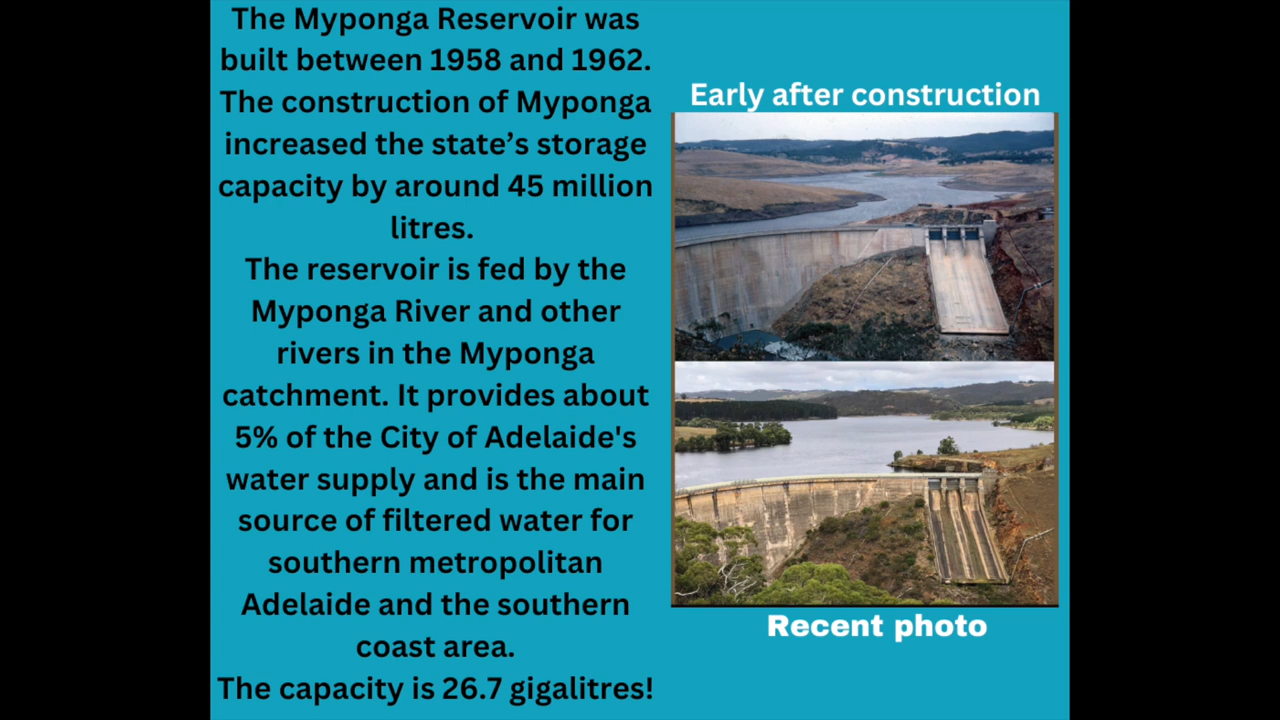 The Myponga Reservoir was
built between 1958 and 1962.
The construction of Myponga
increased the state’s storage
capacity by around 45 million
litres.
The reservoir is fed by the
Myponga River and other
rivers in the Myponga
catchment. It provides about
5% of the City of Adelaide's
water supply and is the main
source of filtered water for
southern metropolitan
Adelaide and the southern
coast area.
The capacity is 26.7 gigalitres!
Early after construction
Recent photo